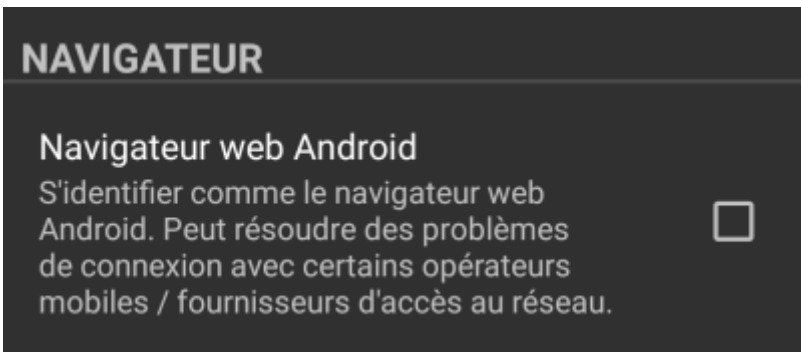 NAVIGATEUR
Navigateur web Android
S'identifier comme le navigateur web
Android. Peut résoudre des problèmes
de connexion avec certains opérateurs
mobiles / fournisseurs d'accès au réseau.